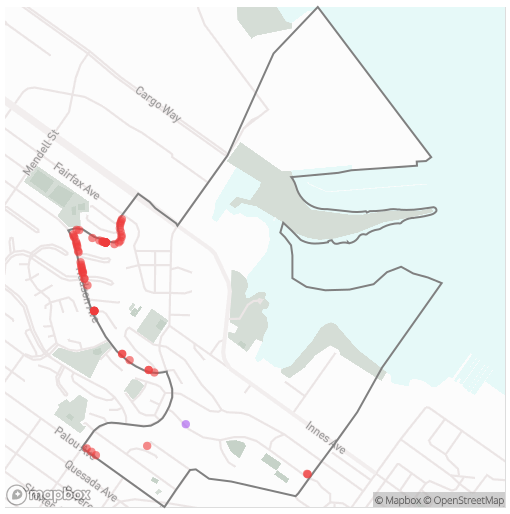 Cargo Way
Mendell St
Fairfax Ave
Innes Ave
Palou Ave
Quesada Ave
mapbox
© Mapbox © OpenStreetMap